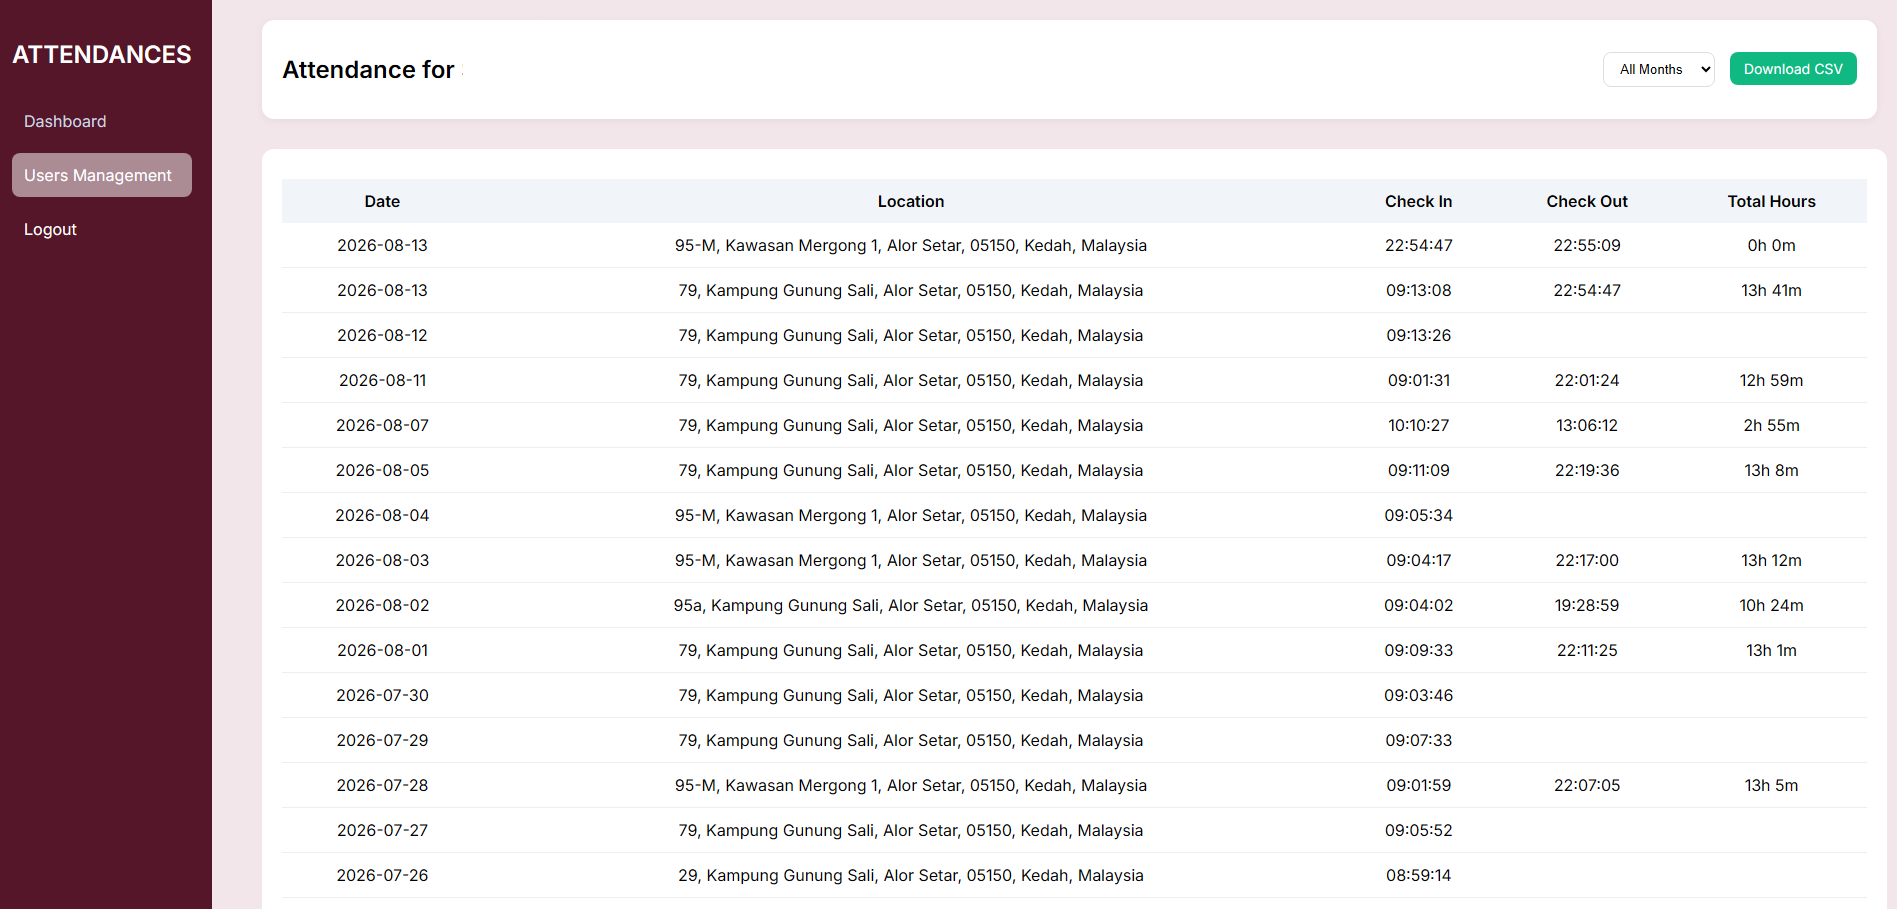 ATTENDANCES
Dashboard
Users Management
Logout
Attendance for
All Months
Download CSV
Date Location Check In Check Out Total Hours
2026-08-13 95-M, Kawasan Mergong 1, Alor Setar, 05150, Kedah, Malaysia 22:54:47 22:55:09 0h 0m
2026-08-13 79, Kampung Gunung Sali, Alor Setar, 05150, Kedah, Malaysia 09:13:08 22:54:47 13h 41m
2026-08-12 79, Kampung Gunung Sali, Alor Setar, 05150, Kedah, Malaysia 09:13:26
2026-08-11 79, Kampung Gunung Sali, Alor Setar, 05150, Kedah, Malaysia 09:01:31 22:01:24 12h 59m
2026-08-07 79, Kampung Gunung Sali, Alor Setar, 05150, Kedah, Malaysia 10:10:27 13:06:12 2h 55m
2026-08-05 79, Kampung Gunung Sali, Alor Setar, 05150, Kedah, Malaysia 09:11:09 22:19:36 13h 8m
2026-08-04 95-M, Kawasan Mergong 1, Alor Setar, 05150, Kedah, Malaysia 09:05:34
2026-08-03 95-M, Kawasan Mergong 1, Alor Setar, 05150, Kedah, Malaysia 09:04:17 22:17:00 13h 12m
2026-08-02 95a, Kampung Gunung Sali, Alor Setar, 05150, Kedah, Malaysia 09:04:02 19:28:59 10h 24m
2026-08-01 79, Kampung Gunung Sali, Alor Setar, 05150, Kedah, Malaysia 09:09:33 22:11:25 13h 1m
2026-07-30 79, Kampung Gunung Sali, Alor Setar, 05150, Kedah, Malaysia 09:03:46
2026-07-29 79, Kampung Gunung Sali, Alor Setar, 05150, Kedah, Malaysia 09:07:33
2026-07-28 95-M, Kawasan Mergong 1, Alor Setar, 05150, Kedah, Malaysia 09:01:59 22:07:05 13h 5m
2026-07-27 79, Kampung Gunung Sali, Alor Setar, 05150, Kedah, Malaysia 09:05:52
2026-07-26 29, Kampung Gunung Sali, Alor Setar, 05150, Kedah, Malaysia 08:59:14